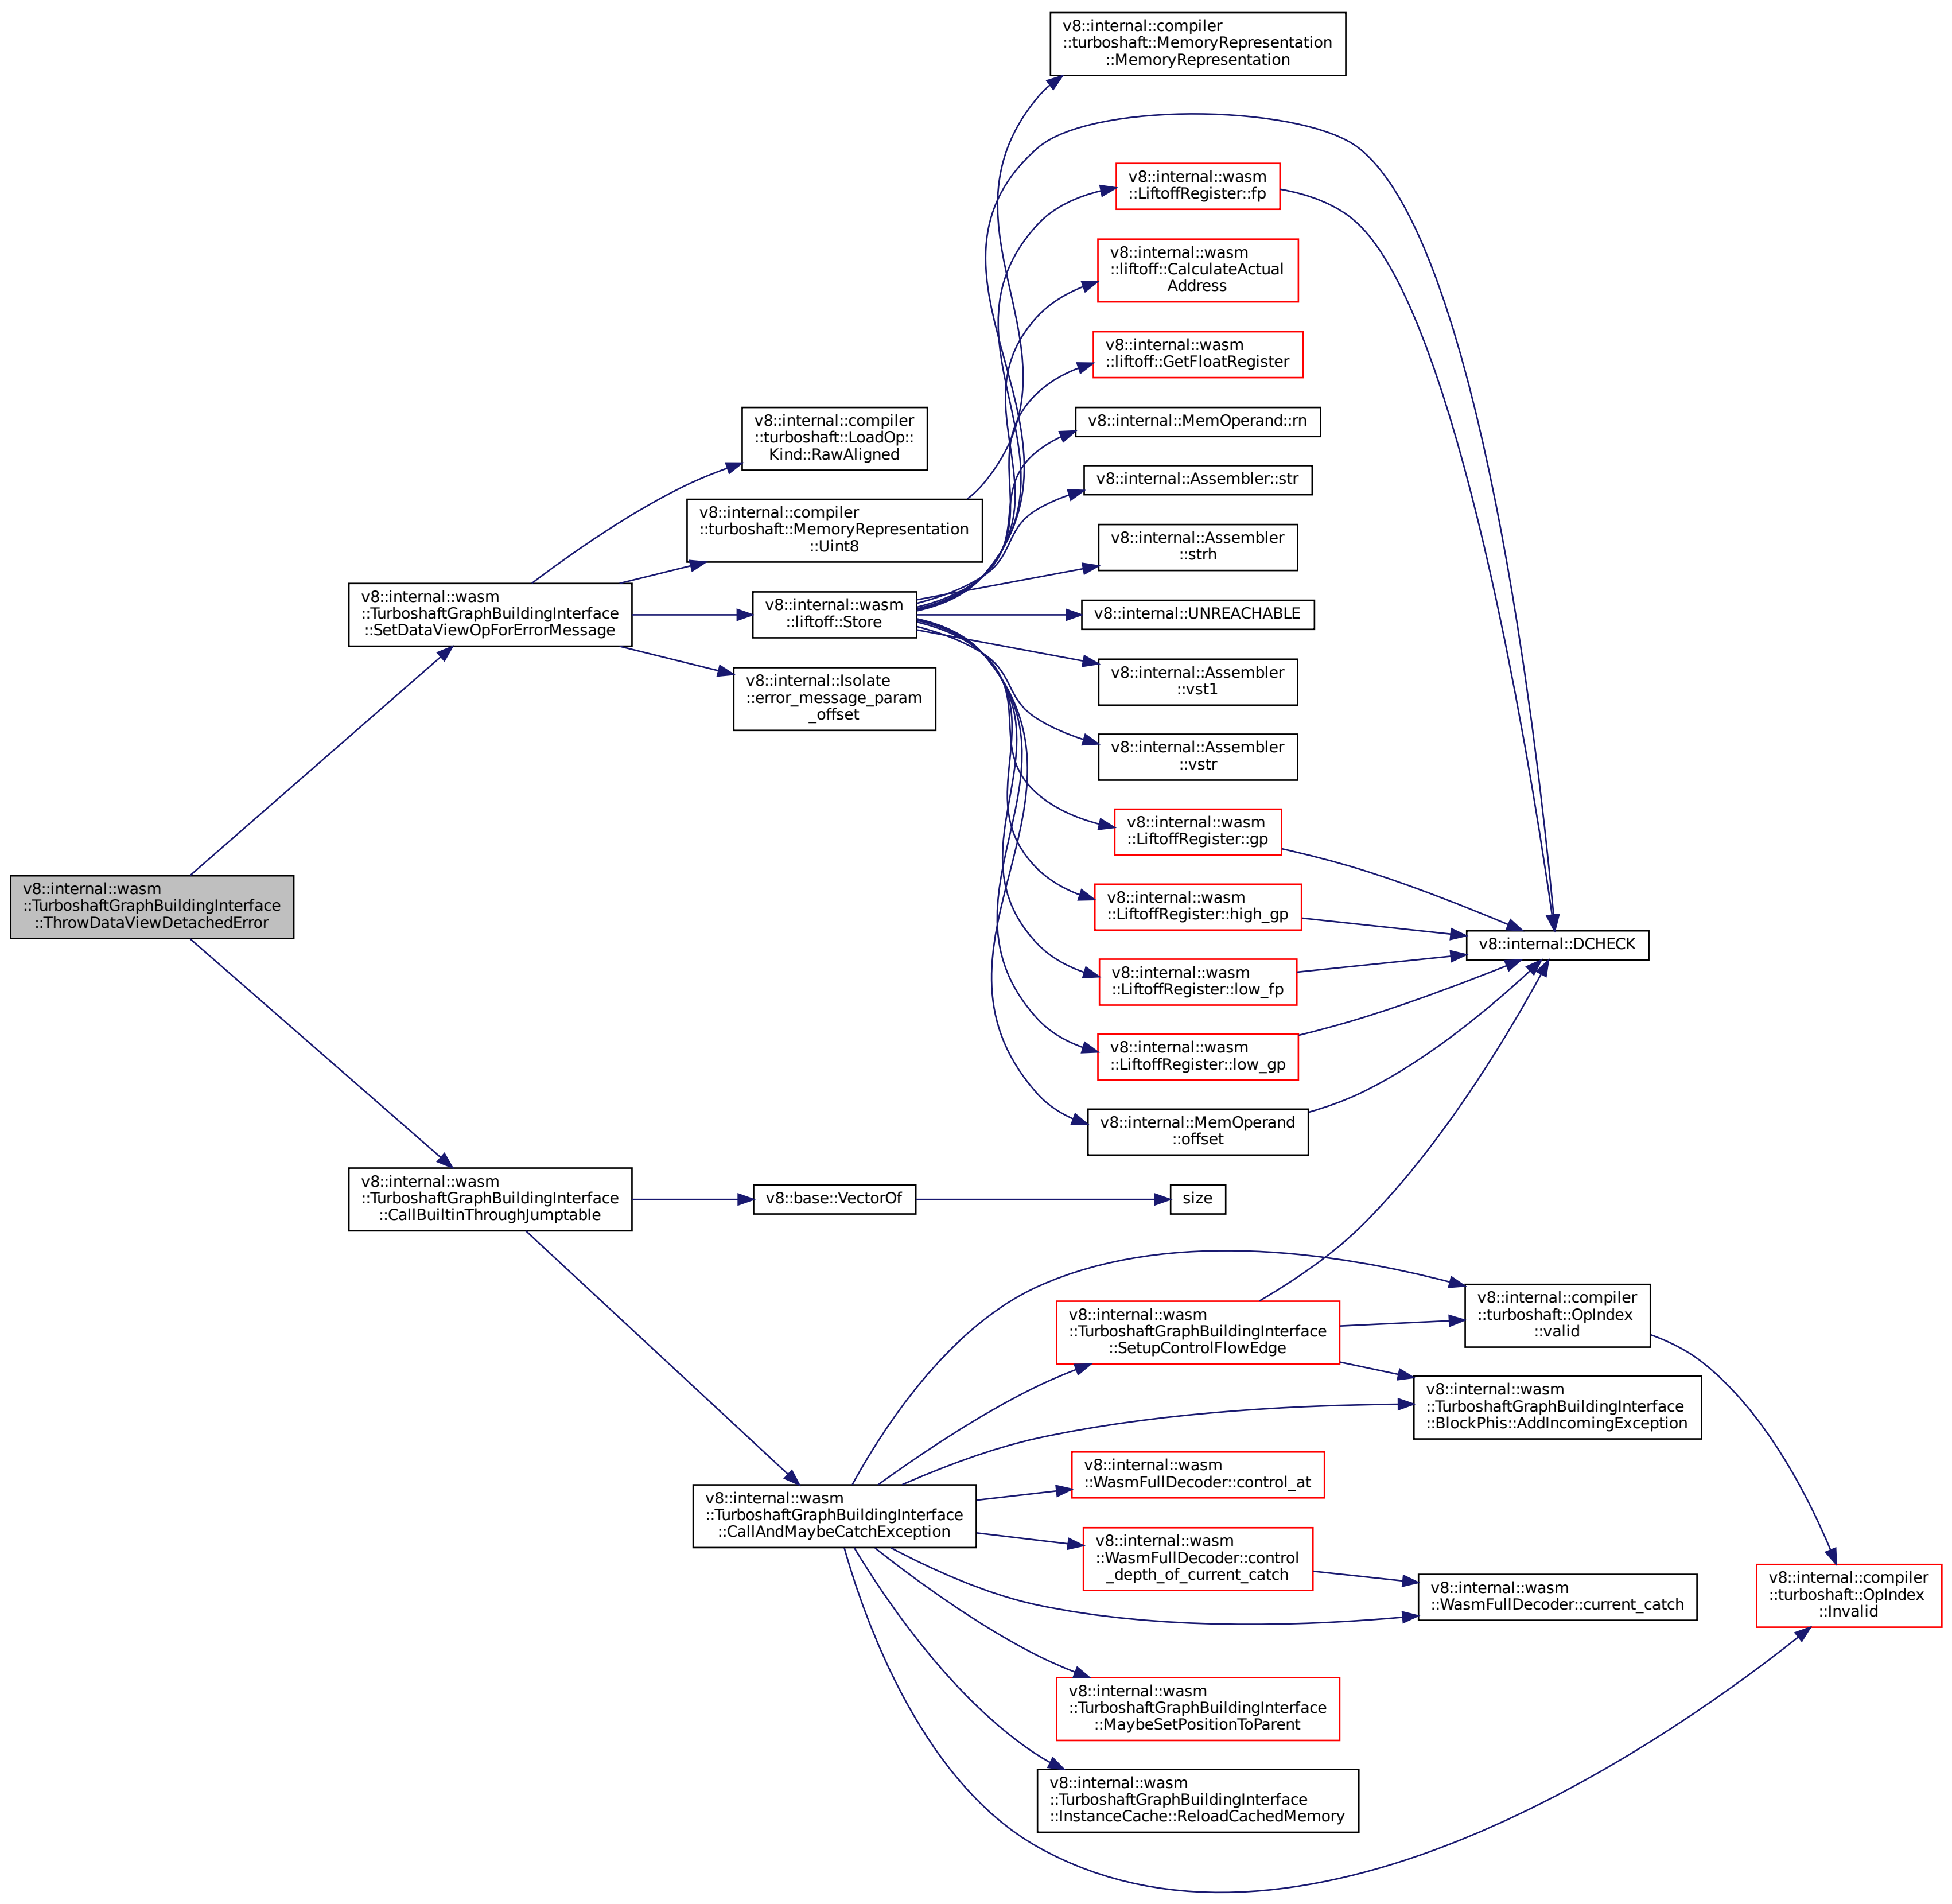 v8::internal::wasm
::TurboshaftGraphBuildingInterface
::ThrowDataViewDetachedError
v8::internal::wasm
::TurboshaftGraphBuildingInterface
::SetDataViewOpForErrorMessage
v8::internal::wasm
::TurboshaftGraphBuildingInterface
::CallBuiltinThroughJumptable
v8::internal::compiler
::turboshaft::LoadOp::
Kind::RawAligned
v8::internal::compiler
::turboshaft::MemoryRepresentation
::Uint8
v8::internal::wasm
::liftoff::Store
v8::internal::Isolate
::error_message_param
_offset
v8::base::VectorOf
v8::internal::wasm
::TurboshaftGraphBuildingInterface
::CallAndMaybeCatchException
v8::internal::compiler
::turboshaft::MemoryRepresentation
::MemoryRepresentation
v8::internal::wasm
::LiftoffRegister::fp
v8::internal::wasm
::liftoff::CalculateActual
Address
v8::internal::wasm
::liftoff::GetFloatRegister
v8::internal::MemOperand::rn
v8::internal::Assembler::str
v8::internal::Assembler
::strh
v8::internal::UNREACHABLE
v8::internal::Assembler
::vst1
v8::internal::Assembler
::vstr
v8::internal::wasm
::LiftoffRegister::gp
v8::internal::wasm
::LiftoffRegister::high_gp
v8::internal::wasm
::LiftoffRegister::low_fp
v8::internal::wasm
::LiftoffRegister::low_gp
v8::internal::MemOperand
::offset
size
v8::internal::wasm
::TurboshaftGraphBuildingInterface
::SetupControlFlowEdge
v8::internal::wasm
::WasmFullDecoder::control_at
v8::internal::wasm
::WasmFullDecoder::control
_depth_of_current_catch
v8::internal::wasm
::TurboshaftGraphBuildingInterface
::MaybeSetPositionToParent
v8::internal::wasm
::TurboshaftGraphBuildingInterface
::InstanceCache::ReloadCachedMemory
v8::internal::DCHECK
v8::internal::compiler
::turboshaft::OpIndex
::valid
v8::internal::wasm
::TurboshaftGraphBuildingInterface
::BlockPhis::AddIncomingException
v8::internal::wasm
::WasmFullDecoder::current_catch
v8::internal::compiler
::turboshaft::OpIndex
::Invalid